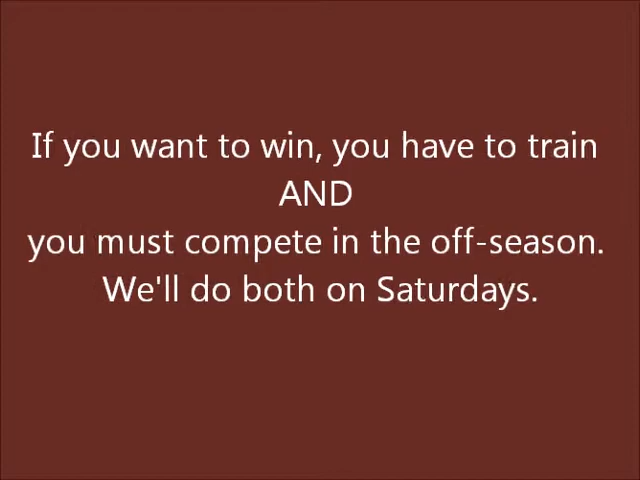 If you want to win, you have to train
AND
you must compete in the off-season.
We'll do both on Saturdays.